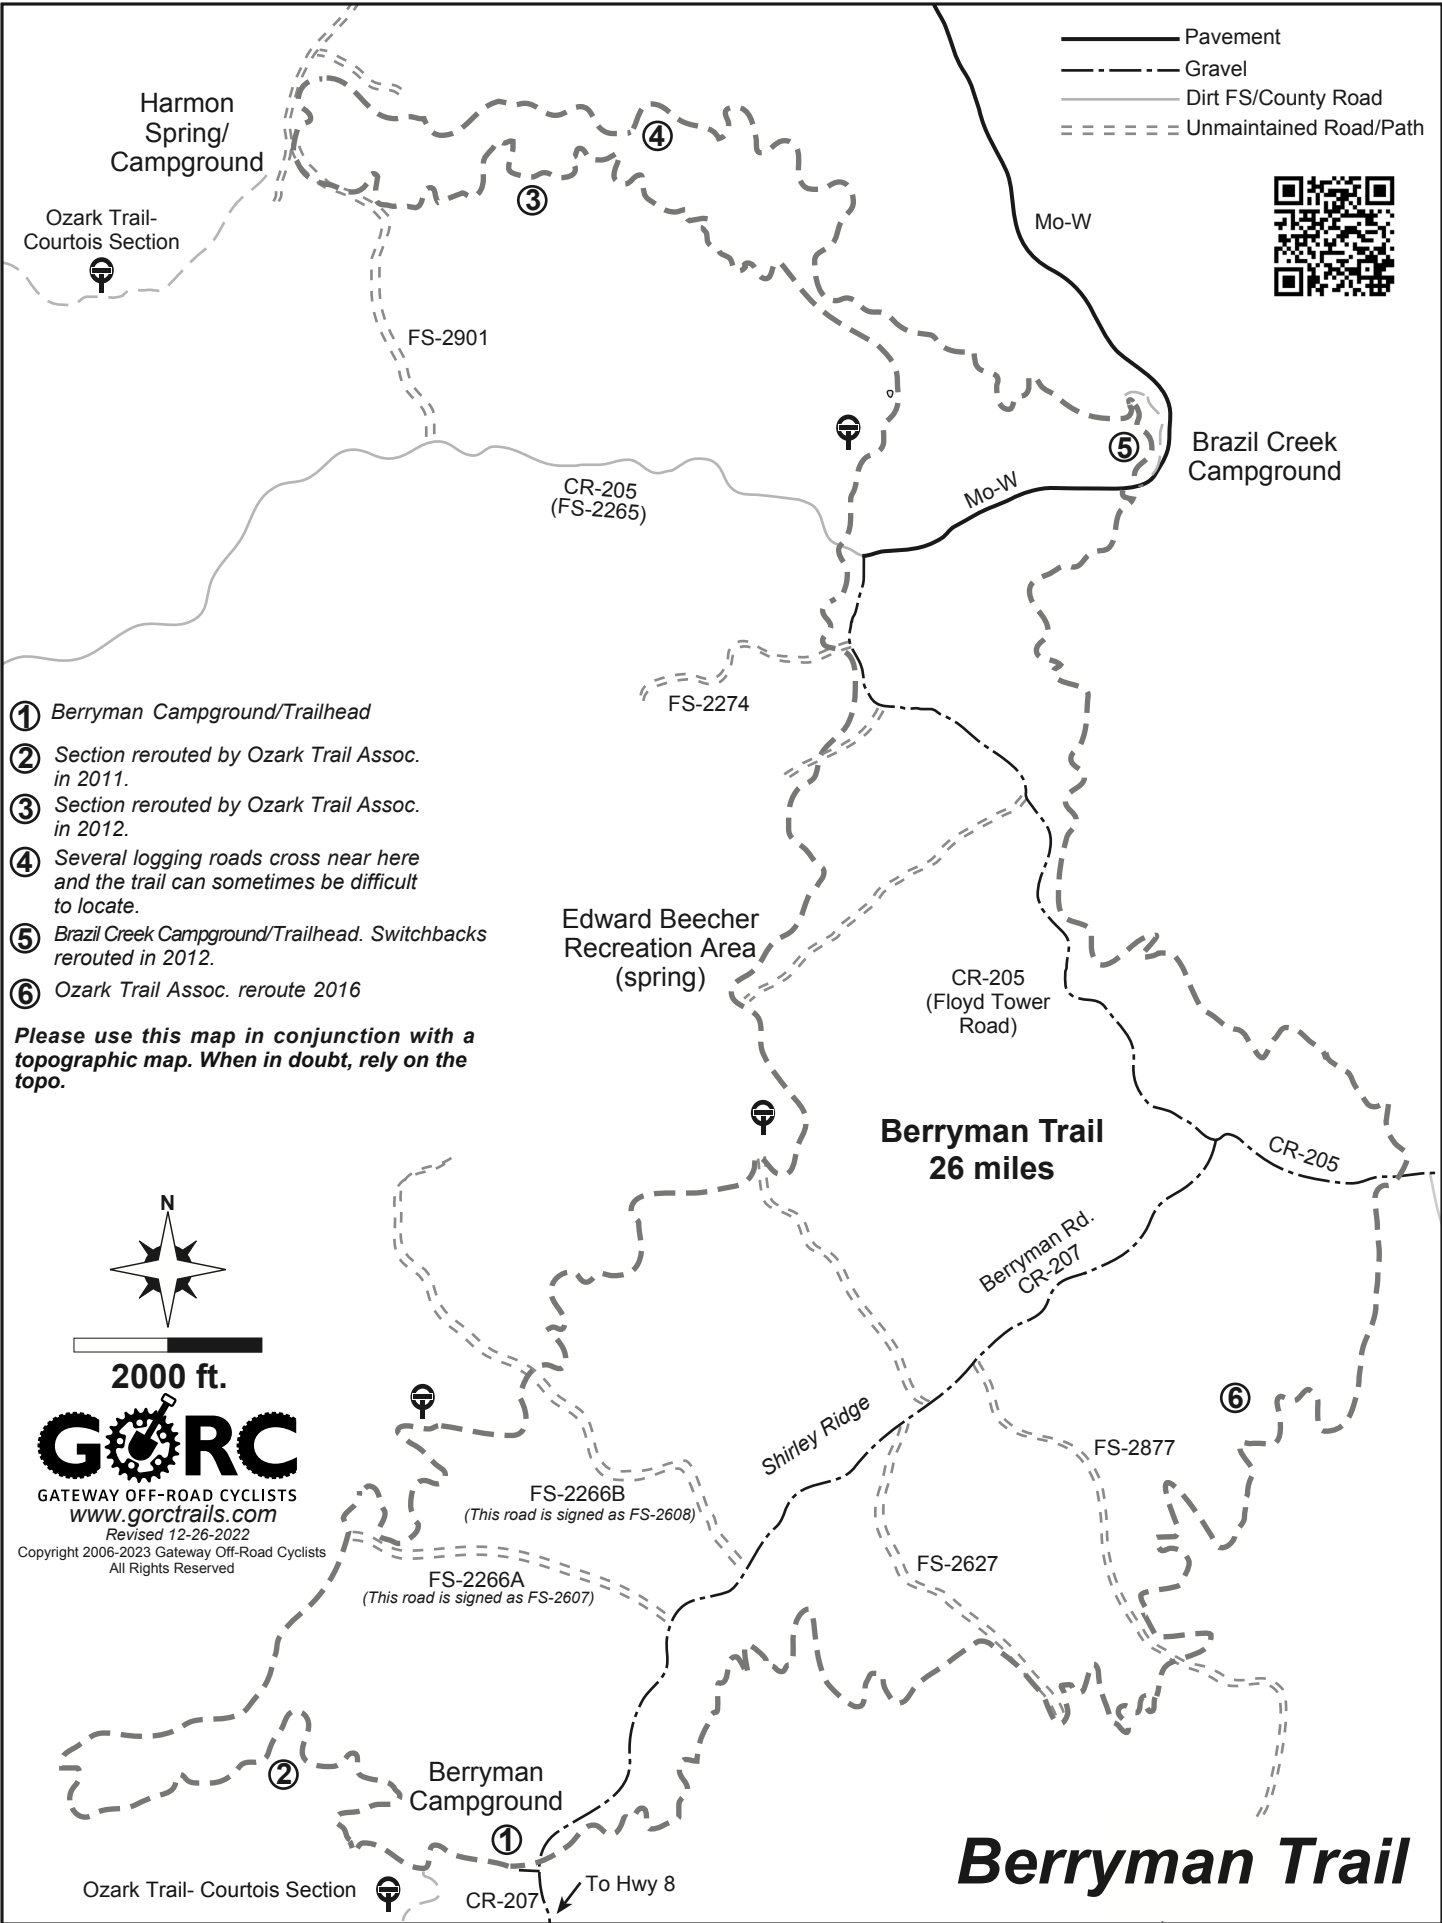 Pavement
Gravel
Dirt FS/County Road
Unmaintained Road/Path
Harmon
Spring/
Campground
4
3
Ozark Trail-
Courtois Section
Mo-W
FS-2901
5
Brazil Creek
Campground
Mo-W
CR-205
(FS-2265)
FS-2274
1 Berryman Campground/Trailhead
2 Section rerouted by Ozark Trail Assoc.
in 2011.
3 Section rerouted by Ozark Trail Assoc.
in 2012.
4 Several logging roads cross near here
and the trail can sometimes be difficult
to locate.
5 Brazil Creek Campground/Trailhead. Switchbacks
rerouted in 2012.
6 Ozark Trail Assoc. reroute 2016
Please use this map in conjunction with a
topographic map. When in doubt, rely on the
topo.
Edward Beecher
Recreation Area
(spring)
CR-205
(Floyd Tower
Road)
Berryman Trail
26 miles
CR-205
Berryman Rd.
CR-207
N
2000 ft.
GORC
GATEWAY OFF-ROAD CYCLISTS
www.gorctrails.com
Revised 12-26-2022
Copyright 2006-2023 Gateway Off-Road Cyclists
All Rights Reserved
6
Shirley Ridge
FS-2877
FS-2266B
(This road is signed as FS-2608)
FS-2627
FS-2266A
(This road is signed as FS-2607)
2
Berryman
Campground
1
Ozark Trail- Courtois Section
CR-207
To Hwy 8
Berryman Trail